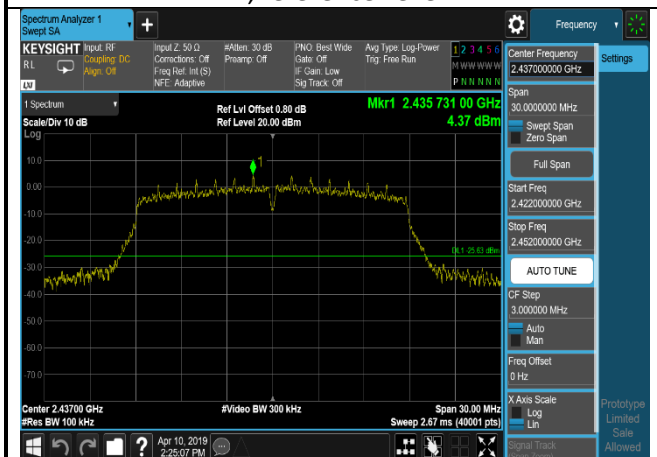 Spectrum Analyzer 1
Swept SA
+
Frequency
KEYSIGHT
RL
LXI
Input: RF
Coupling: DC
Align: Off
Input Z: 50 Ω
Corrections: Off
Freq Ref: Int (S)
NFE: Adaptive
#Atten: 30 dB
Preamp: Off
PNO: Best Wide
Gate: Off
IF Gain: Low
Sig Track: Off
Avg Type: Log-Power
Trig: Free Run
1 2 3 4 5 6
M W W W W W
P N N N N N
1 Spectrum
Scale/Div 10 dB
Log
Ref Lvl Offset 0.80 dB
Ref Level 20.00 dBm
Mkr1 2.435 731 00 GHz
4.37 dBm
10.0
0.00
-10.0
-20.0
-30.0
-40.0
-50.0
-60.0
-70.0
1
DL1 -25.63 dBm
Center 2.43700 GHz
#Res BW 100 kHz
#Video BW 300 kHz
Span 30.00 MHz
Sweep 2.67 ms (40001 pts)
?
Apr 10, 2019
2:25:07 PM
Center Frequency
2.437000000 GHz
Span
30.0000000 MHz
Swept Span
Zero Span
Full Span
Start Freq
2.422000000 GHz
Stop Freq
2.452000000 GHz
AUTO TUNE
CF Step
3.000000 MHz
Auto
Man
Freq Offset
0 Hz
X Axis Scale
Log
Lin
Signal Track
Settings
Prototype
Limited
Sale
Allowed